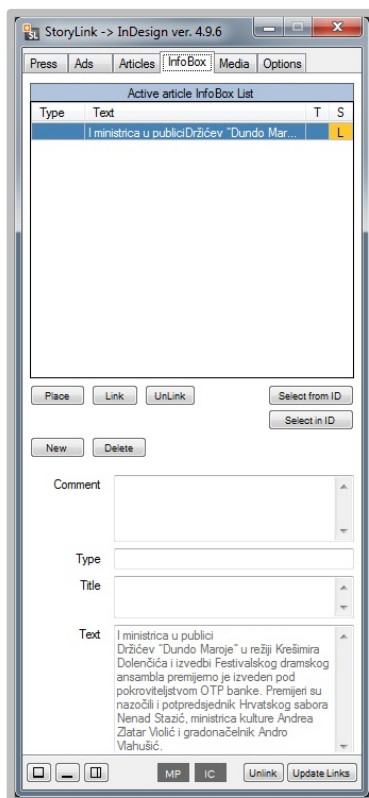 SL StoryLink -> InDesign ver. 4.9.6 X
Press Ads Articles InfoBox Media Options
Active article InfoBox List
Type Text T S
I ministrica u publiciDržićev "Dundo Mar... L
Place Link UnLink Select from ID
Select in ID
New Delete
Comment
Type
Title
Text I ministrica u publici
Držićev "Dundo Maroje" u režiji Krešimira
Dolenčića i izvedbi Festivalskog dramskog
ansambla premijerno je izveden pod
pokroviteljstvom OTP banke. Premijeri su
nazočili i potpredsjednik Hrvatskog sabora
Nenad Stazić, ministrica kulture Andrea
Zlatar Violić i gradonačelnik Andro
Vlahušić.
MP IC Unlink Update Links